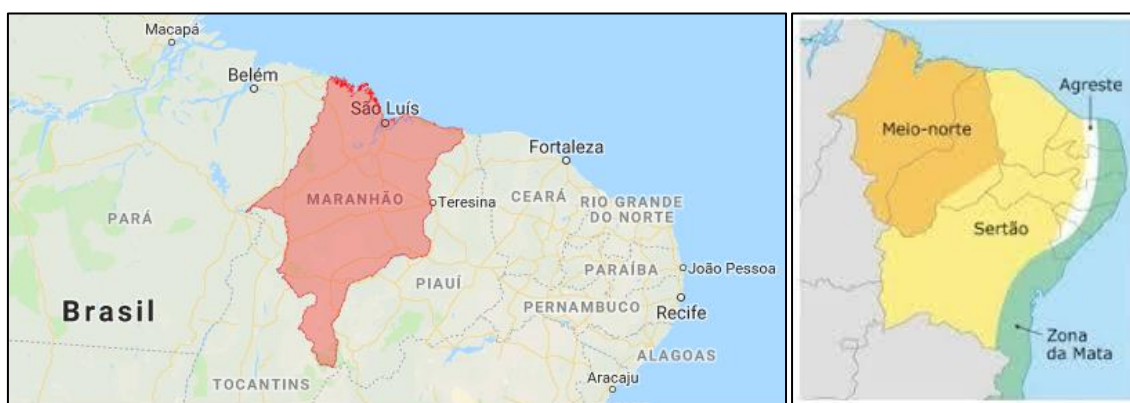 Macapá
Belém
São Luís
Fortaleza
MARANHÃO
Teresina
CEARÁ
RIO GRANDE
DO NORTE
PARÁ
PIAUÍ
PARAÍBA
João Pessoa
Brasil
PERNAMBUCO
Recife
ALAGOAS
TOCANTINS
Aracaju
Agreste
Meio-norte
Sertão
Zona
da Mata